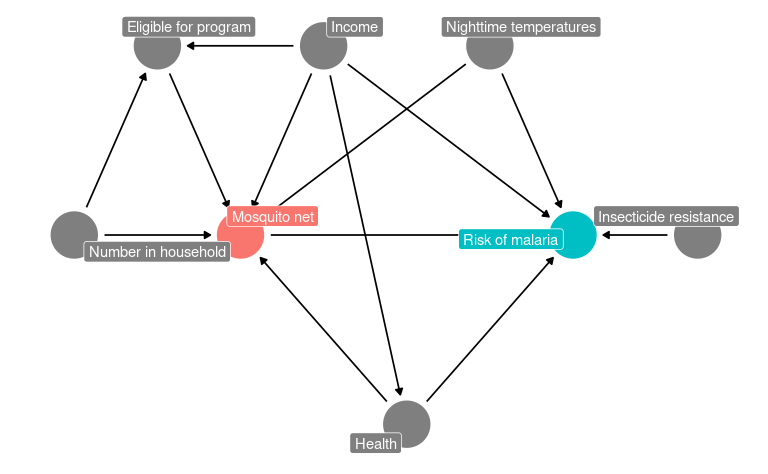 Eligible for program
Income
Nighttime temperatures
Mosquito net
Insecticide resistance
Risk of malaria
Number in household
Health